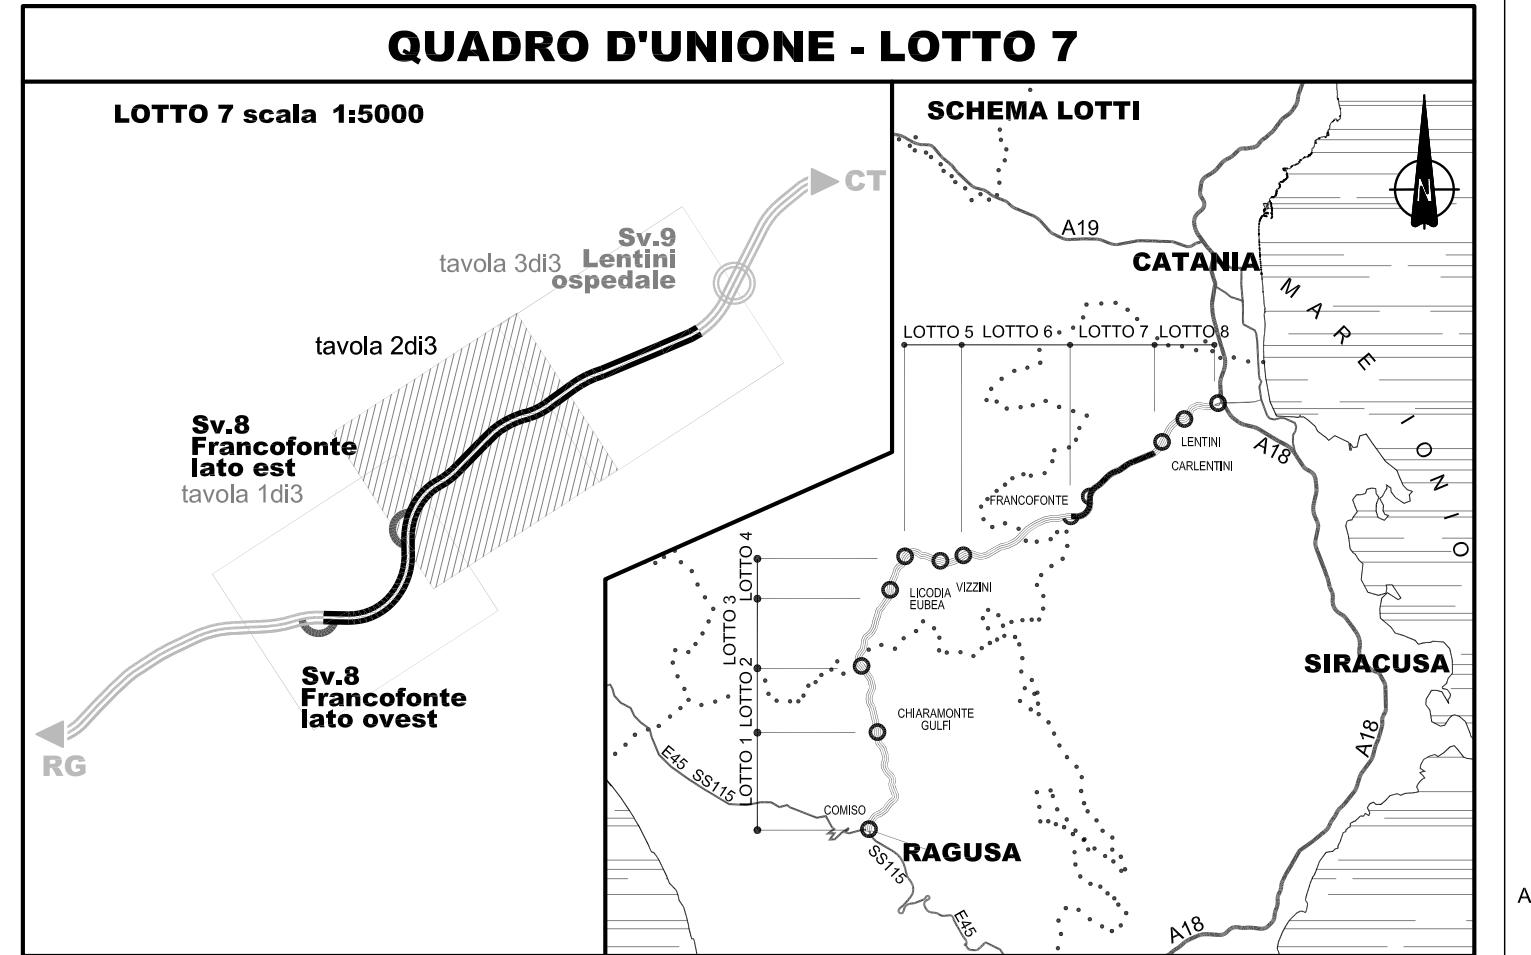 QUADRO D'UNIONE - LOTTO 7
LOTTO 7 scala 1:5000
CT
Sv.9
Lentini
ospedale
tavola 3di3
tavola 2di3
Sv.8
Francofonte
lato est
tavola 1di3
Sv.8
Francofonte
lato ovest
RG
SCHEMA LOTTI
N
A19
CATANIA
MARE IONIO
LOTTO 5
LOTTO 6
LOTTO 7
LOTTO 8
LENTINI
CARLENTINI
A18
FRANCOFONTE
LOTTO 4
LOTTO 3
LOTTO 2
LOTTO 1
LICODIA
EUBEA
VIZZINI
SIRACUSA
CHIARAMONTE
GULFI
A18
E45 SS115
COMISO
RAGUSA
SS115
E45
A18
A